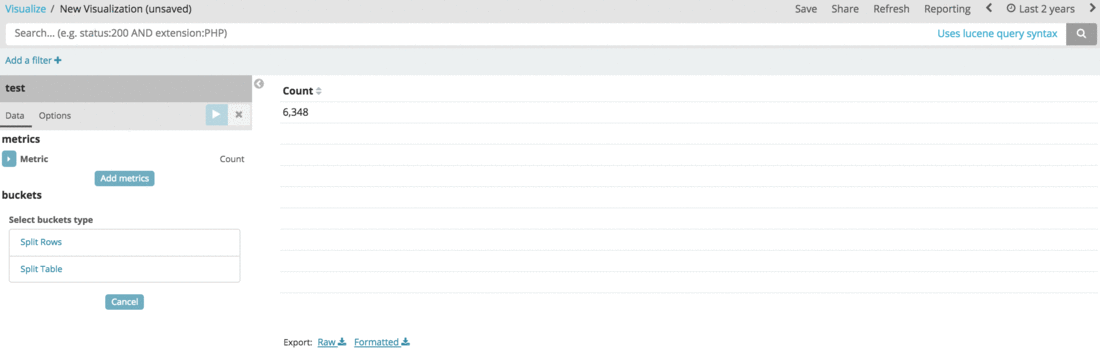 Visualize / New Visualization (unsaved) Save Share Refresh Reporting Last 2 years
Search... (e.g. status:200 AND extension:PHP) Uses lucene query syntax
Add a filter +
test
Data Options
metrics
Metric Count
Add metrics
buckets
Select buckets type
Split Rows
Split Table
Cancel
Count
6,348
Export: Raw Formatted